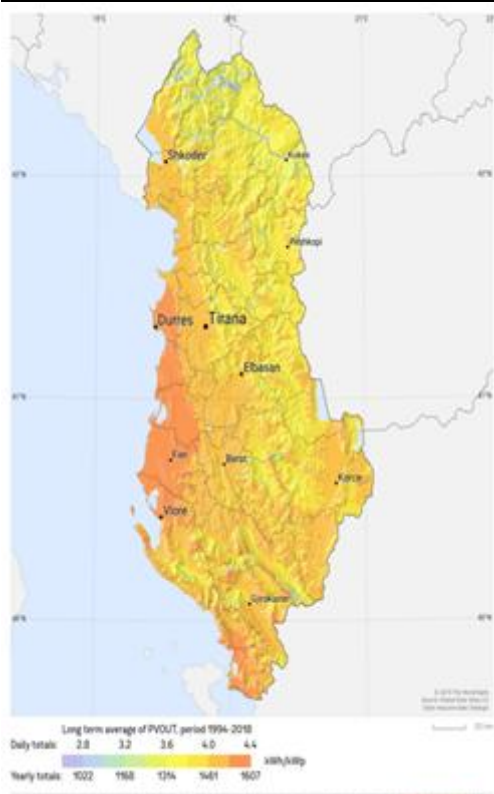 Shkoder
Kukes
Peshkopi
Durres
Tirana
Elbasan
Fier
Berat
Korce
Vlore
Gjirokaster
Long term average of PVOUT, period 1994-2018
Daily totals: 2.8 3.2 3.6 4.0 4.4
kWh/kWp
Yearly totals: 1022 1168 1314 1461 1607